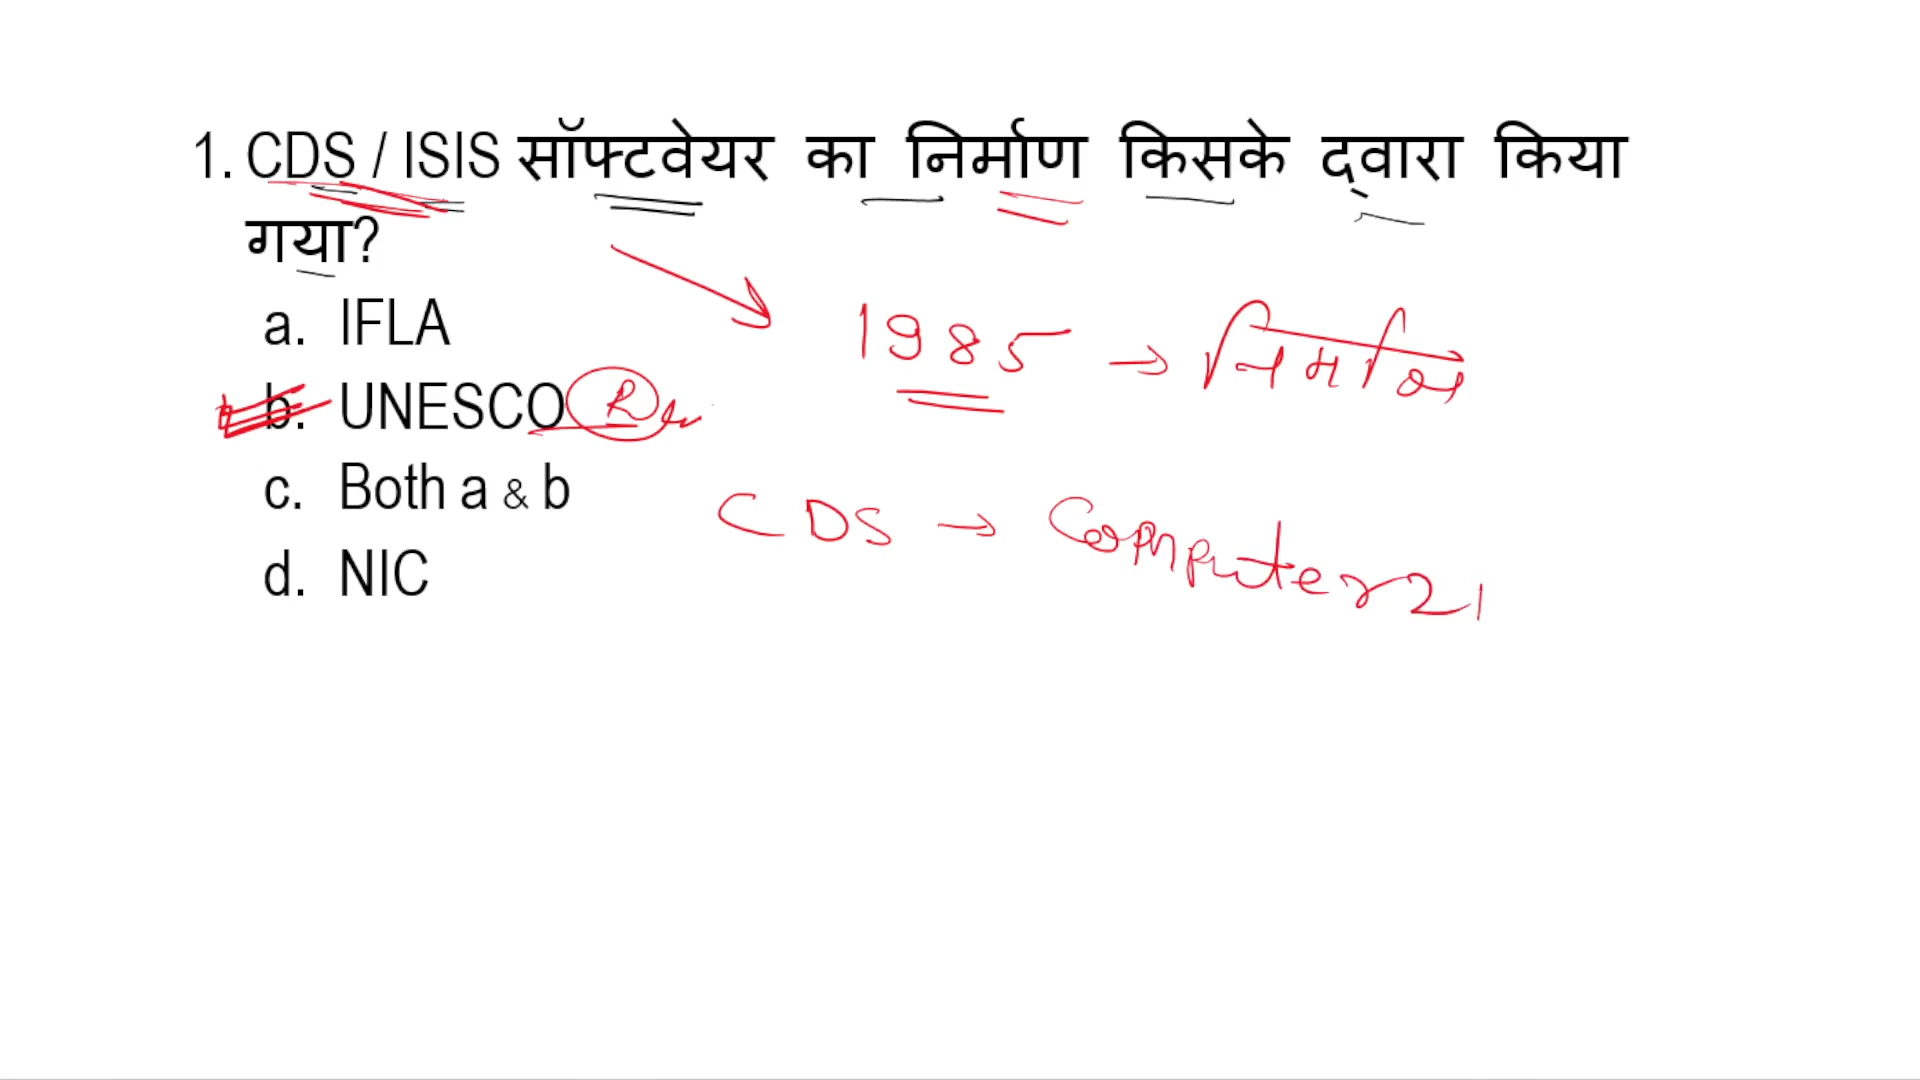 1. CDS / ISIS सॉफ्टवेयर का निर्माण किसके द्वारा किया
गया?
a. IFLA
1985 → निर्माण
b. UNESCO R
c. Both a & b
CDS → Computer
d. NIC